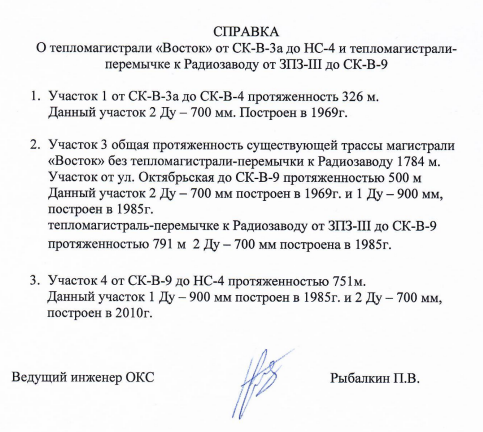 СПРАВКА
О тепломагистрали «Восток» от СК-В-3а до НС-4 и тепломагистрали-
перемычке к Радиозаводу от ЗПЗ-III до СК-В-9
1. Участок 1 от СК-В-3а до СК-В-4 протяженность 326 м.
Данный участок 2 Ду – 700 мм. Построен в 1969г.
2. Участок 3 общая протяженность существующей трассы магистрали
«Восток» без тепломагистрали-перемычки к Радиозаводу 1784 м.
Участок от ул. Октябрьская до СК-В-9 протяженностью 500 м
Данный участок 2 Ду – 700 мм построен в 1969г. и 1 Ду – 900 мм,
построен в 1985г.
тепломагистраль-перемычке к Радиозаводу от ЗПЗ-III до СК-В-9
протяженностью 791 м 2 Ду – 700 мм построена в 1985г.
3. Участок 4 от СК-В-9 до НС-4 протяженностью 751м.
Данный участок 1 Ду – 900 мм построен в 1985г. и 2 Ду – 700 мм,
построен в 2010г.
Ведущий инженер ОКС Рыбалкин П.В.